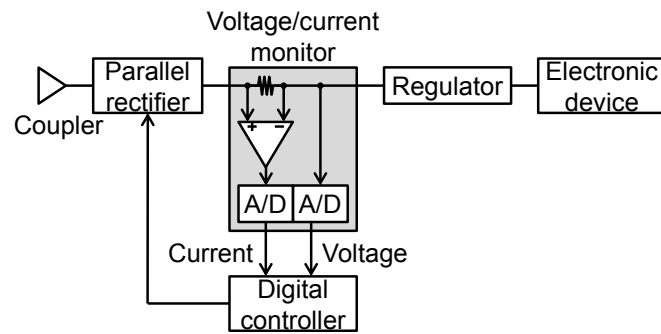 Voltage/current
monitor
Parallel
rectifier
Coupler
+ −
Regulator
Electronic
device
A/D A/D
Current Voltage
Digital
controller